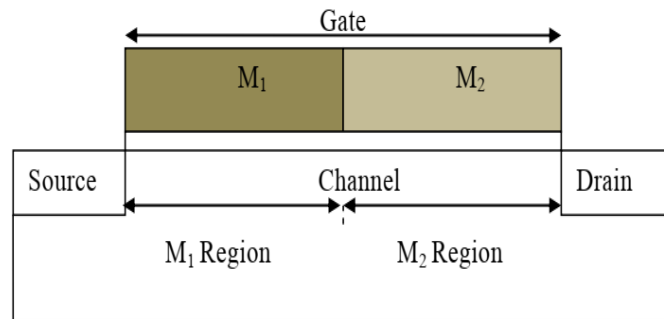 Gate
M₁
M₂
Source
Channel
Drain
M₁ Region
M₂ Region